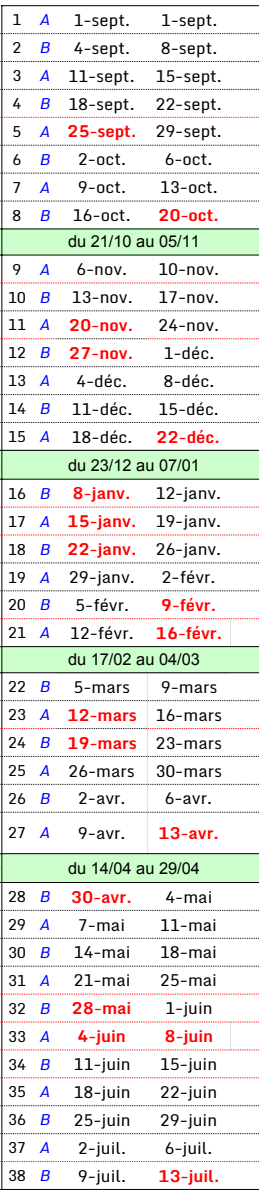 1 A 1-sept. 1-sept.
2 B 4-sept. 8-sept.
3 A 11-sept. 15-sept.
4 B 18-sept. 22-sept.
5 A 25-sept. 29-sept.
6 B 2-oct. 6-oct.
7 A 9-oct. 13-oct.
8 B 16-oct. 20-oct.
du 21/10 au 05/11
9 A 6-nov. 10-nov.
10 B 13-nov. 17-nov.
11 A 20-nov. 24-nov.
12 B 27-nov. 1-déc.
13 A 4-déc. 8-déc.
14 B 11-déc. 15-déc.
15 A 18-déc. 22-déc.
du 23/12 au 07/01
16 B 8-janv. 12-janv.
17 A 15-janv. 19-janv.
18 B 22-janv. 26-janv.
19 A 29-janv. 2-févr.
20 B 5-févr. 9-févr.
21 A 12-févr. 16-févr.
du 17/02 au 04/03
22 B 5-mars 9-mars
23 A 12-mars 16-mars
24 B 19-mars 23-mars
25 A 26-mars 30-mars
26 B 2-avr. 6-avr.
27 A 9-avr. 13-avr.
du 14/04 au 29/04
28 B 30-avr. 4-mai
29 A 7-mai 11-mai
30 B 14-mai 18-mai
31 A 21-mai 25-mai
32 B 28-mai 1-juin
33 A 4-juin 8-juin
34 B 11-juin 15-juin
35 A 18-juin 22-juin
36 B 25-juin 29-juin
37 A 2-juil. 6-juil.
38 B 9-juil. 13-juil.